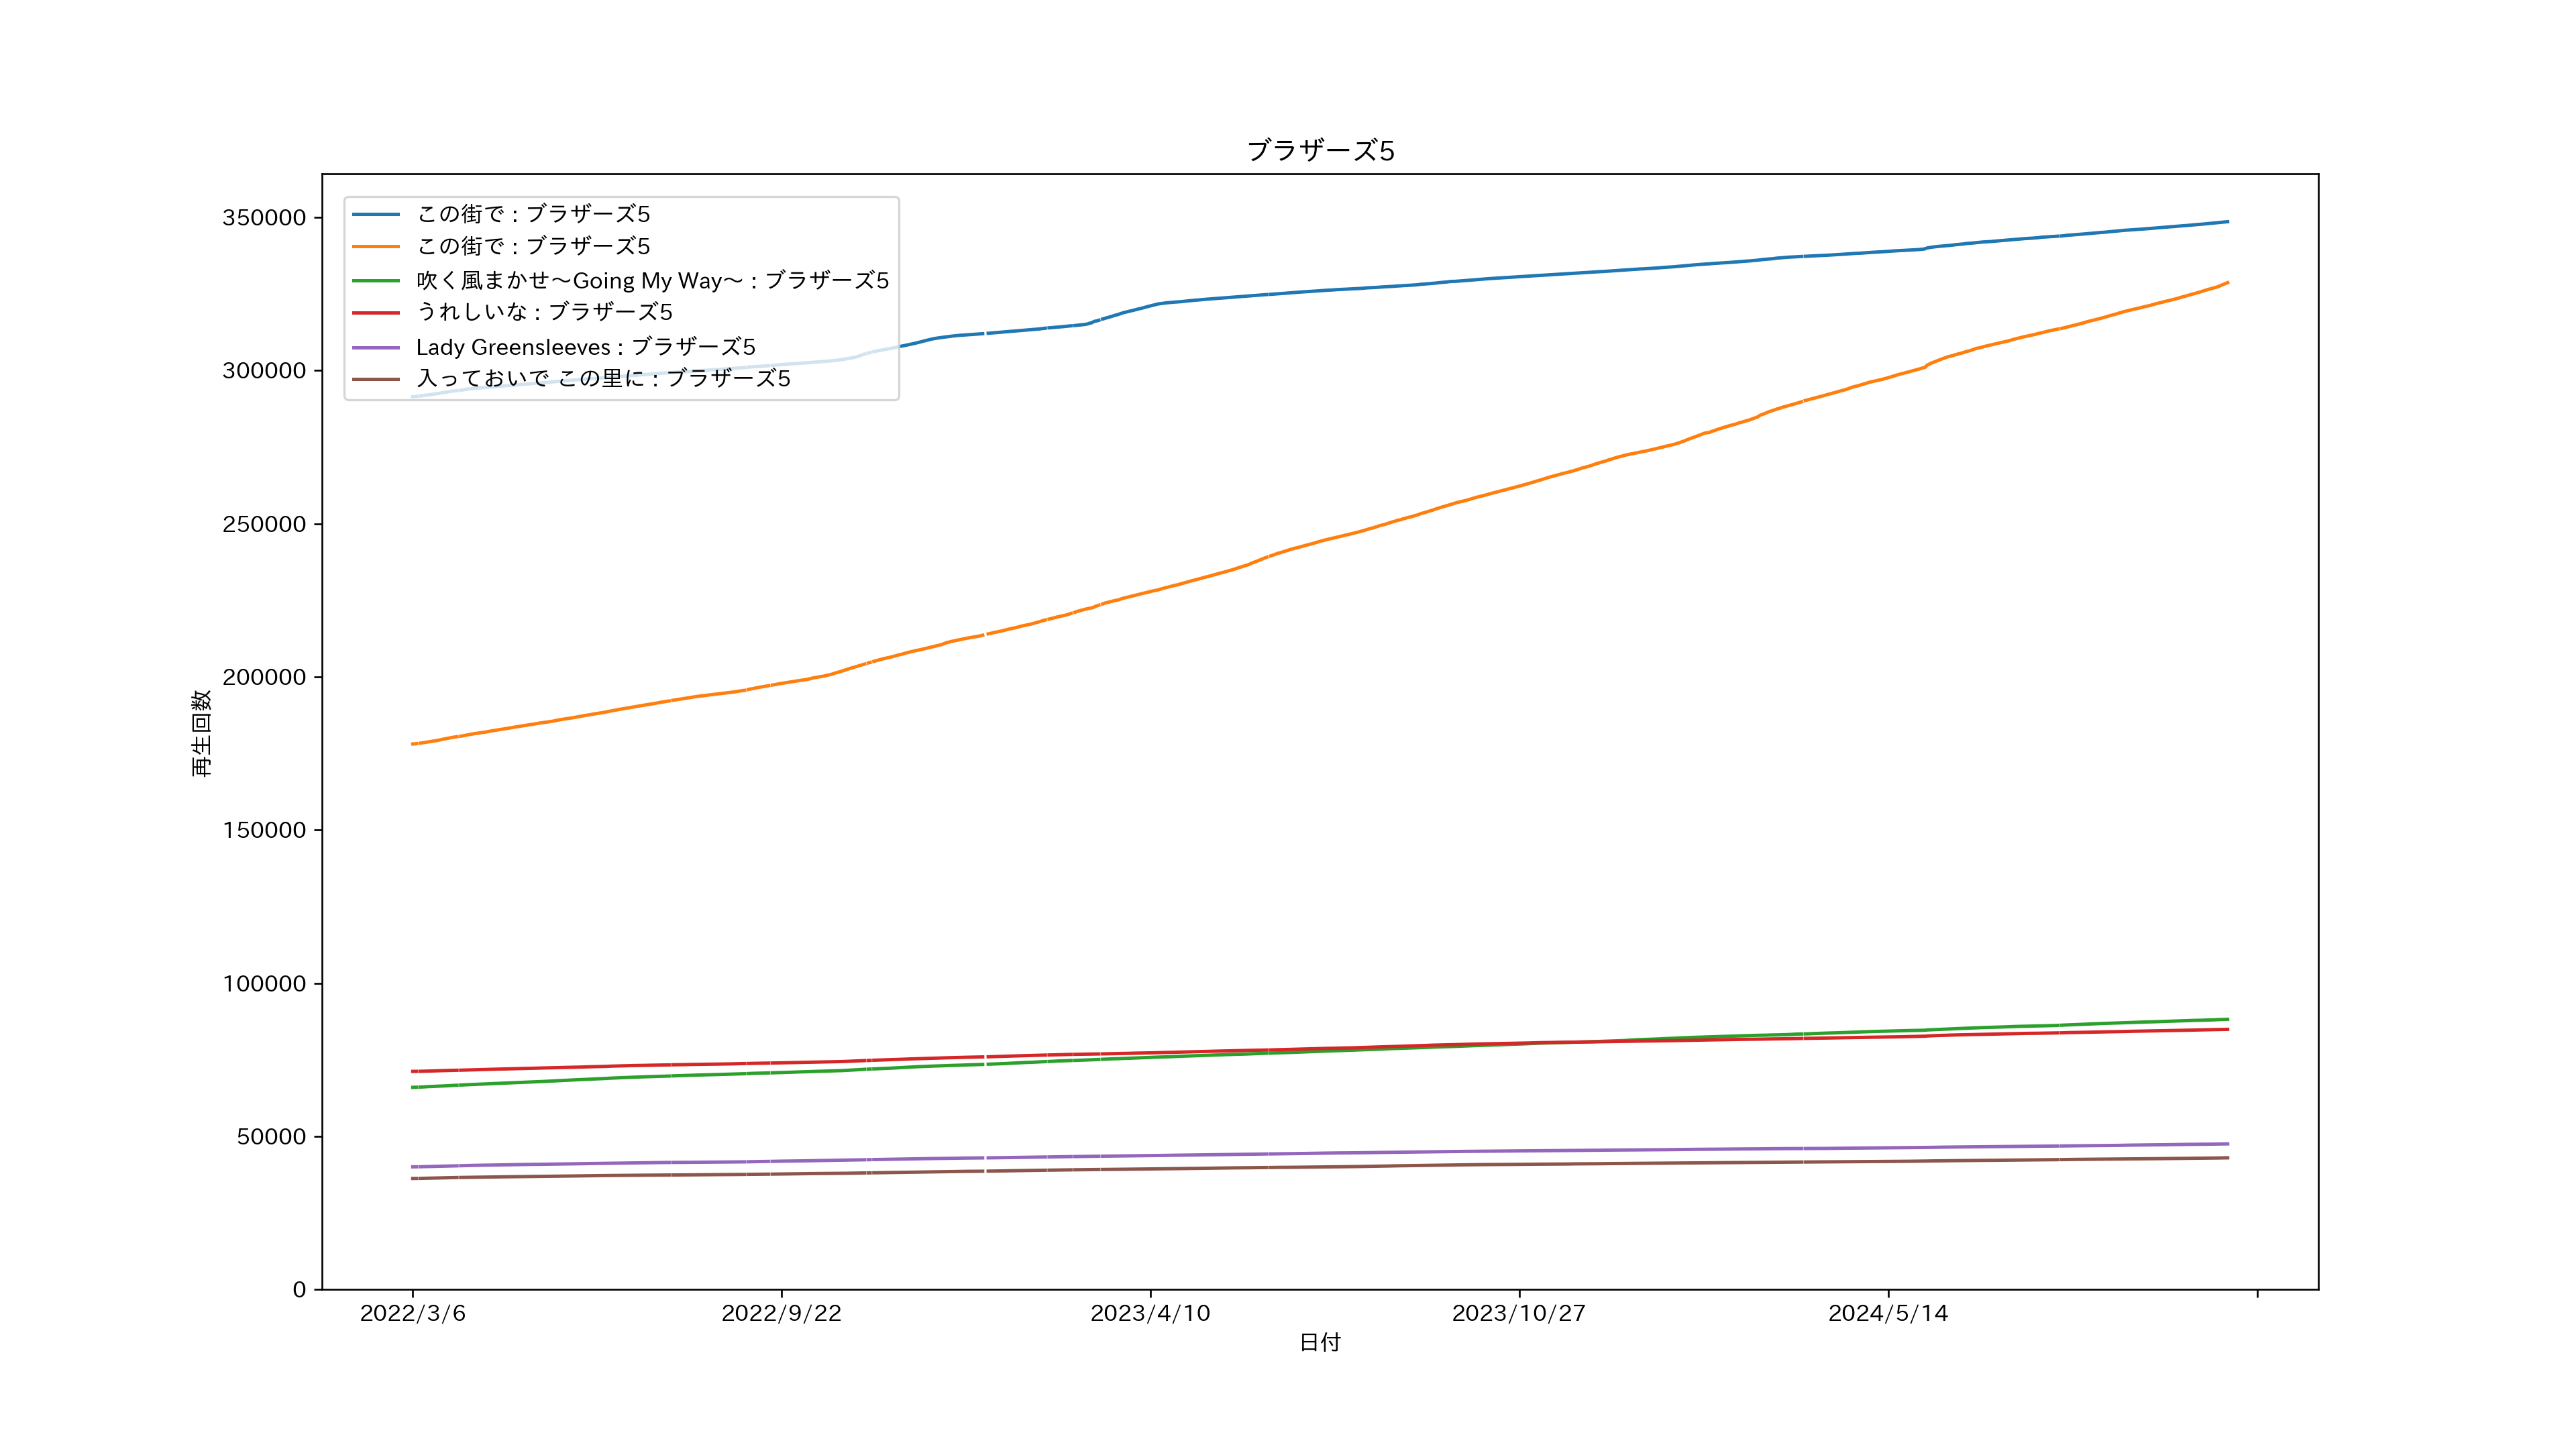 ブラザーズ5
この街で : ブラザーズ5
この街で : ブラザーズ5
吹く風まかせ〜Going My Way〜 : ブラザーズ5
うれしいな : ブラザーズ5
Lady Greensleeves : ブラザーズ5
入っておいで この里に : ブラザーズ5
再生回数
350000
300000
250000
200000
150000
100000
50000
0
2022/3/6
2022/9/22
2023/4/10
2023/10/27
2024/5/14
日付